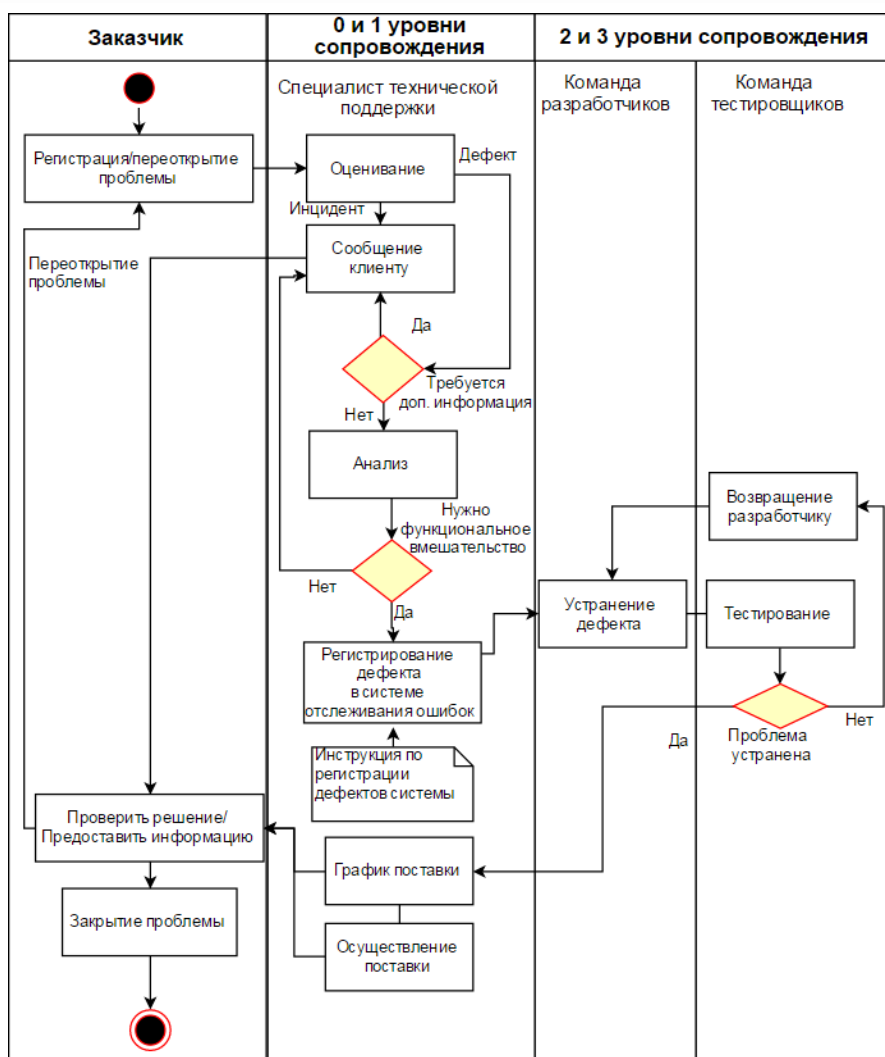 Заказчик
0 и 1 уровни
сопровождения
2 и 3 уровни сопровождения
Специалист технической
поддержки
Команда
разработчиков
Команда
тестировщиков
Регистрация/переоткрытие
проблемы
Оценивание
Дефект
Инцидент
Сообщение
клиенту
Переоткрытие
проблемы
Да
Требуется
доп. информация
Нет
Анализ
Нужно
функциональное
вмешательство
Нет
Да
Возвращение
разработчику
Устранение
дефекта
Тестирование
Регистрирование
дефекта
в системе
отслеживания ошибок
Нет
Да
Проблема
устранена
Инструкция по
регистрации
дефектов системы
Проверить решение/
Предоставить информацию
График поставки
Закрытие проблемы
Осуществление
поставки